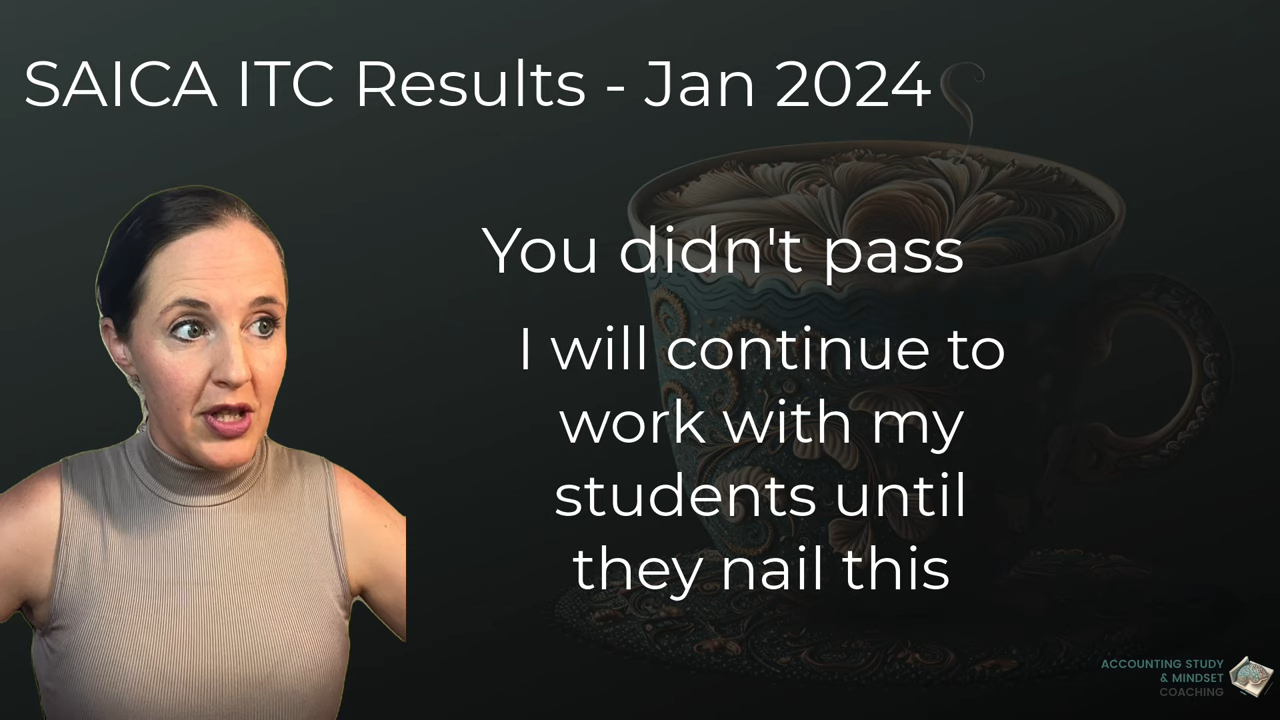 SAICA ITC Results - Jan 2024
You didn't pass
I will continue to
work with my
students until
they nail this
ACCOUNTING STUDY
& MINDSET
COACHING